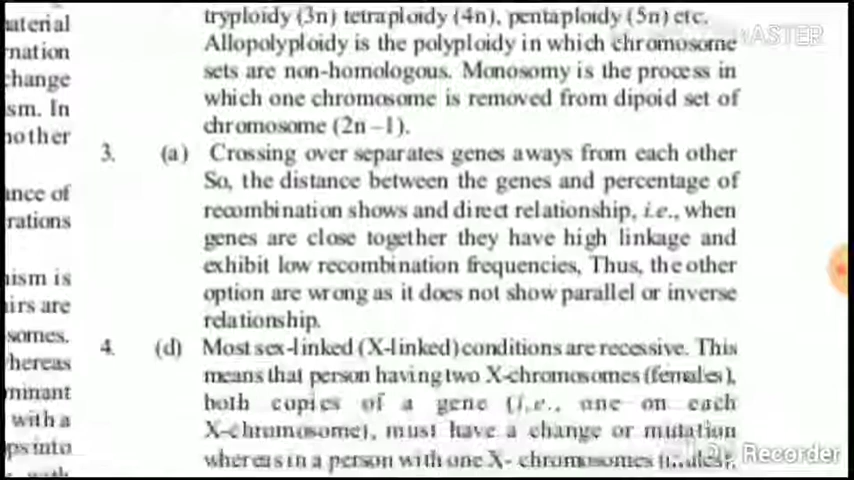 aterial
rnation
change
sm. In
nother
ance of
rations
nism is
irs are
somes.
hereas
minant
with a
ps into
tryploidy (3n) tetraploidy (4n), pentaploidy (5n) etc.
Allopolyploidy is the polyploidy in which chromosome
sets are non-homologous. Monosomy is the process in
which one chromosome is removed from dipoid set of
chromosome (2n–1).
3. (a) Crossing over separates genes aways from each other
So, the distance between the genes and percentage of
recombination shows and direct relationship, i.e., when
genes are close together they have high linkage and
exhibit low recombination frequencies, Thus, the other
option are wrong as it does not show parallel or inverse
relationship.
4. (d) Most sex-linked (X-linked) conditions are recessive. This
means that person having two X-chromosomes (females),
both copies of a gene (i.e., one on each
X-chromosome), must have a change or mutation
whereas in a person with one X- chromosomes (males),
Recorder